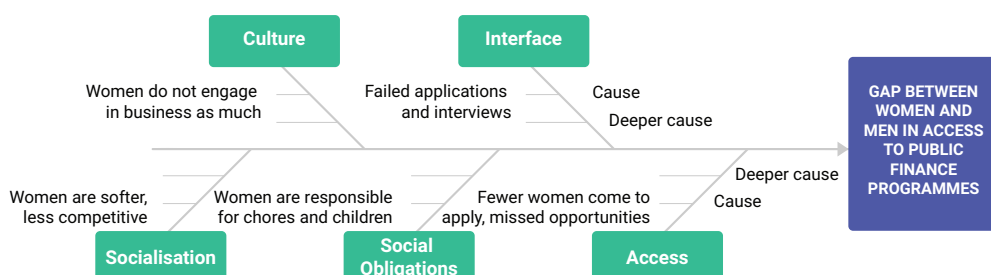 Culture
Interface
Women do not engage
in business as much
Failed applications
and interviews
Cause
Deeper cause
GAP BETWEEN
WOMEN AND
MEN IN ACCESS
TO PUBLIC
FINANCE
PROGRAMMES
Women are softer,
less competitive
Women are responsible
for chores and children
Fewer women come to
apply, missed opportunities
Deeper cause
Cause
Socialisation
Social
Obligations
Access